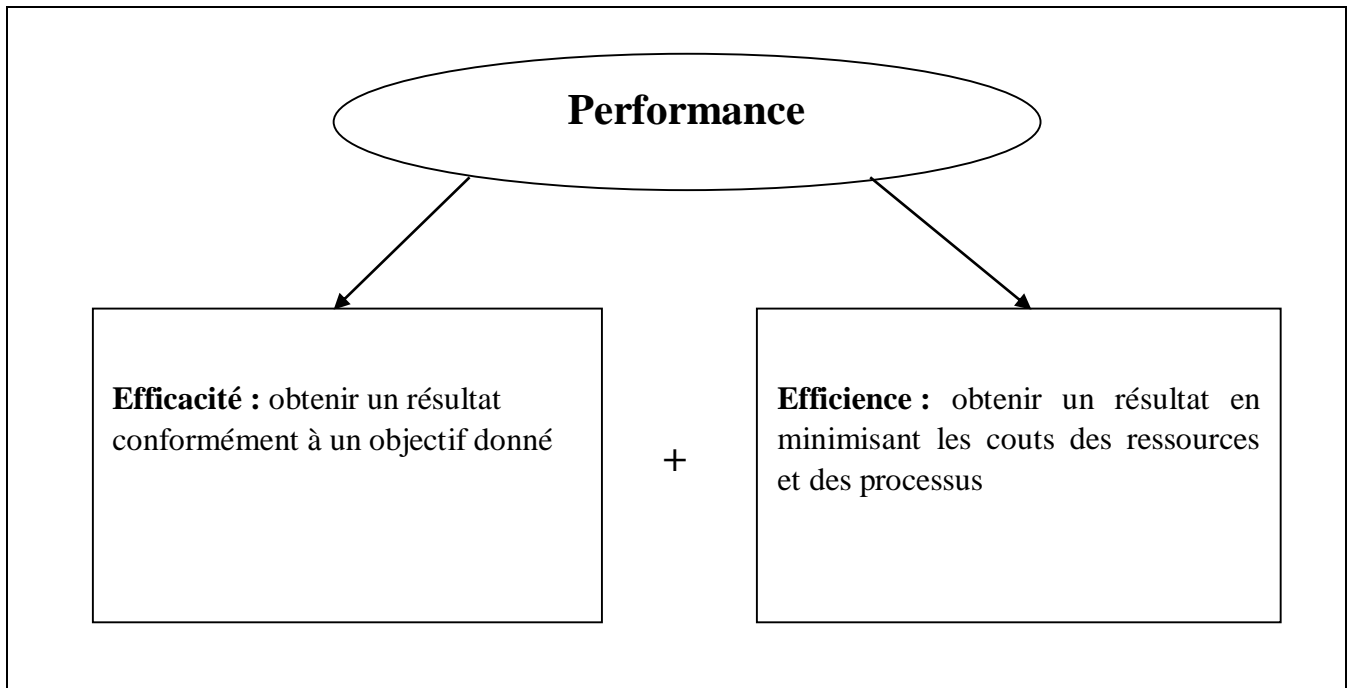 Performance
Efficacité : obtenir un résultat
conformément à un objectif donné
+
Efficience : obtenir un résultat en
minimisant les couts des ressources
et des processus